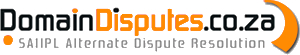 DomainDisputes.co.za
SAIIPL Alternate Dispute Resolution